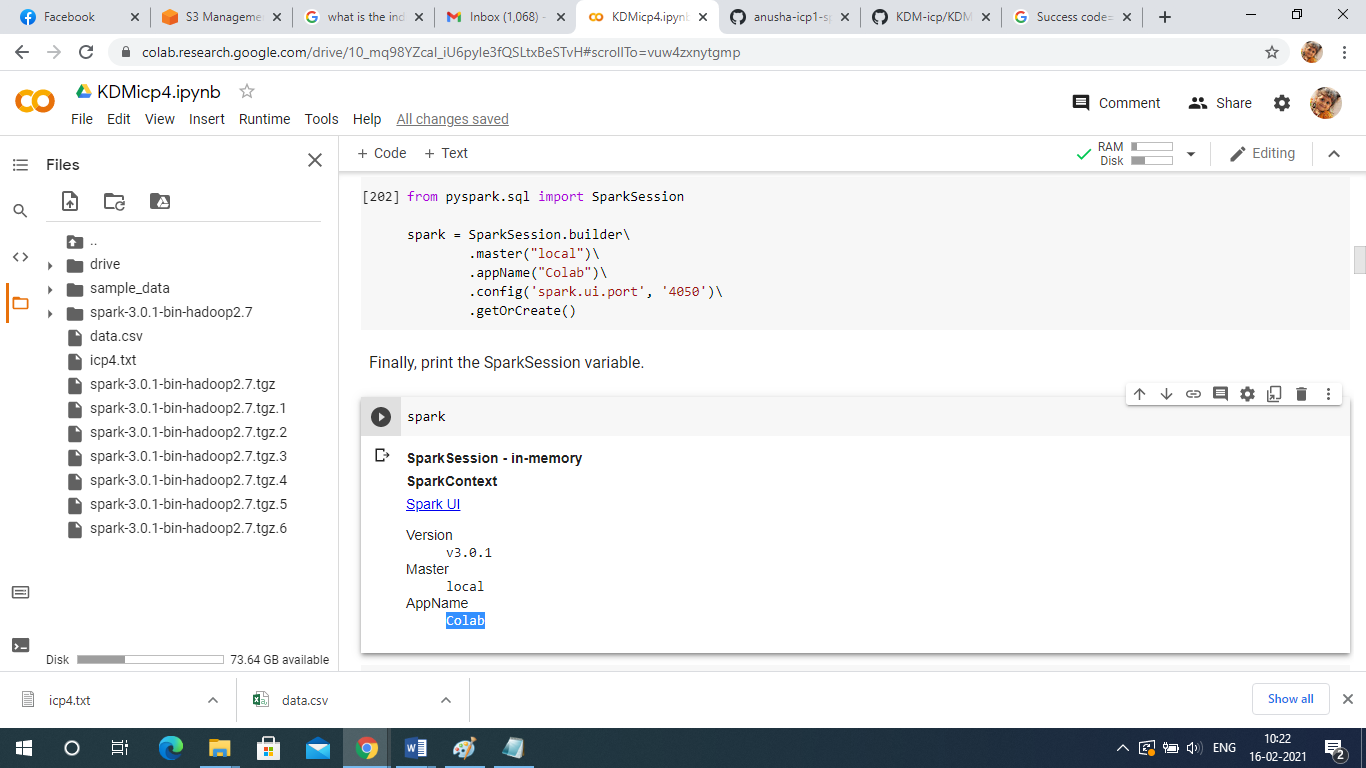 Facebook
S3 Managemen
what is the ind
Inbox (1,068) -
KDMicp4.ipynb
anusha-icp1-sp
KDM-icp/KDM
Success code=
colab.research.google.com/drive/10_mq98YZcaI_iU6pyIe3fQSLtxBeSTvH#scrollTo=vuw4zxnytgmp
KDMicp4.ipynb
File Edit View Insert Runtime Tools Help All changes saved
Comment
Share
Files
+ Code + Text
RAM
Disk
Editing
..
drive
sample_data
spark-3.0.1-bin-hadoop2.7
data.csv
icp4.txt
spark-3.0.1-bin-hadoop2.7.tgz
spark-3.0.1-bin-hadoop2.7.tgz.1
spark-3.0.1-bin-hadoop2.7.tgz.2
spark-3.0.1-bin-hadoop2.7.tgz.3
spark-3.0.1-bin-hadoop2.7.tgz.4
spark-3.0.1-bin-hadoop2.7.tgz.5
spark-3.0.1-bin-hadoop2.7.tgz.6
Disk 73.64 GB available
[202] from pyspark.sql import SparkSession
spark = SparkSession.builder\
.master("local")\
.appName("Colab")\
.config('spark.ui.port', '4050')\
.getOrCreate()
Finally, print the SparkSession variable.
spark
SparkSession - in-memory
SparkContext
Spark UI
Version
v3.0.1
Master
local
AppName
Colab
icp4.txt
data.csv
Show all
ENG
10:22
16-02-2021
2